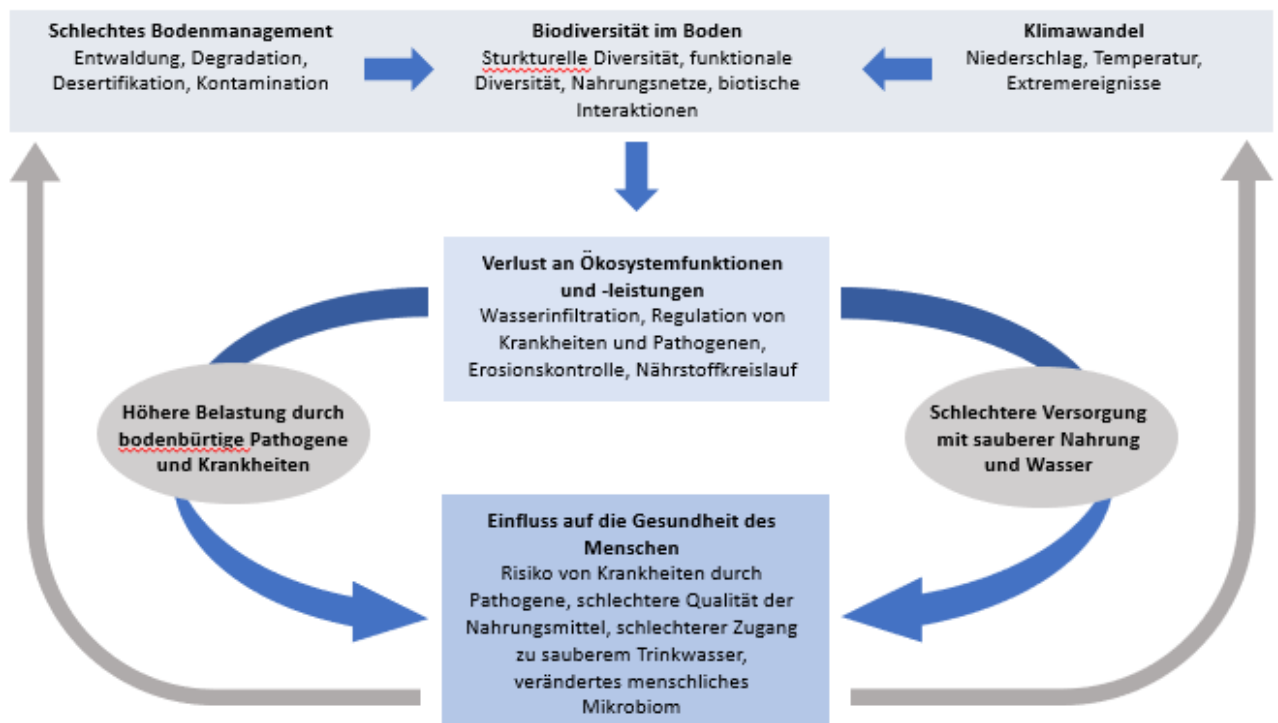 Schlechtes Bodenmanagement
Entwaldung, Degradation,
Desertifikation, Kontamination
Biodiversität im Boden
Sturkturelle Diversität, funktionale
Diversität, Nahrungsnetze, biotische
Interaktionen
Klimawandel
Niederschlag, Temperatur,
Extremereignisse
Verlust an Ökosystemfunktionen
und -leistungen
Wasserinfiltration, Regulation von
Krankheiten und Pathogenen,
Erosionskontrolle, Nährstoffkreislauf
Höhere Belastung durch
bodenbürtige Pathogene
und Krankheiten
Schlechtere Versorgung
mit sauberer Nahrung
und Wasser
Einfluss auf die Gesundheit des
Menschen
Risiko von Krankheiten durch
Pathogene, schlechtere Qualität der
Nahrungsmittel, schlechterer Zugang
zu sauberem Trinkwasser,
verändertes menschliches
Mikrobiom